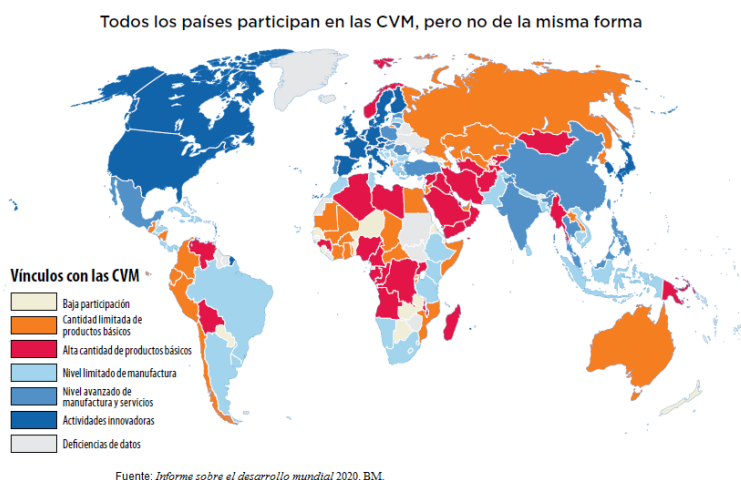 Todos los países participan en las CVM, pero no de la misma forma
Vínculos con las CVM
Baja participación
Cantidad limitada de
productos básicos
Alta cantidad de productos básicos
Nivel limitado de manufactura
Nivel avanzado de
manufactura y servicios
Actividades innovadoras
Deficiencias de datos
Fuente: Informe sobre el desarrollo mundial 2020, BM.